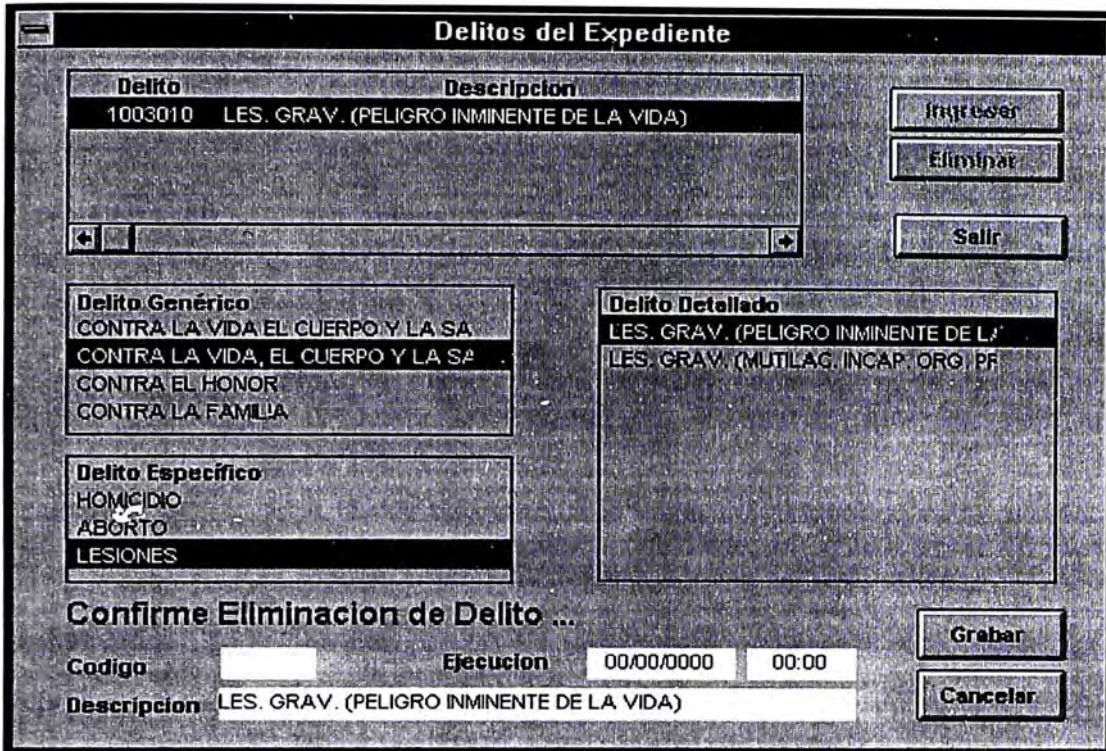 Delitos del Expediente
Delito Descripcion
1003010 LES. GRAV. (PELIGRO INMINENTE DE LA VIDA)
Ingresar
Eliminar
Salir
Delito Genérico
CONTRA LA VIDA EL CUERPO Y LA SA
CONTRA LA VIDA, EL CUERPO Y LA SA
CONTRA EL HONOR
CONTRA LA FAMILIA
Delito Detallado
LES. GRAV. (PELIGRO INMINENTE DE LA
LES. GRAV. (MUTILAC. INCAP. ORG. PF
Delito Específico
HOMICIDIO
ABORTO
LESIONES
Confirme Eliminacion de Delito ...
Codigo Ejecucion 00/00/0000 00:00
Descripcion LES. GRAV. (PELIGRO INMINENTE DE LA VIDA)
Grabar
Cancelar